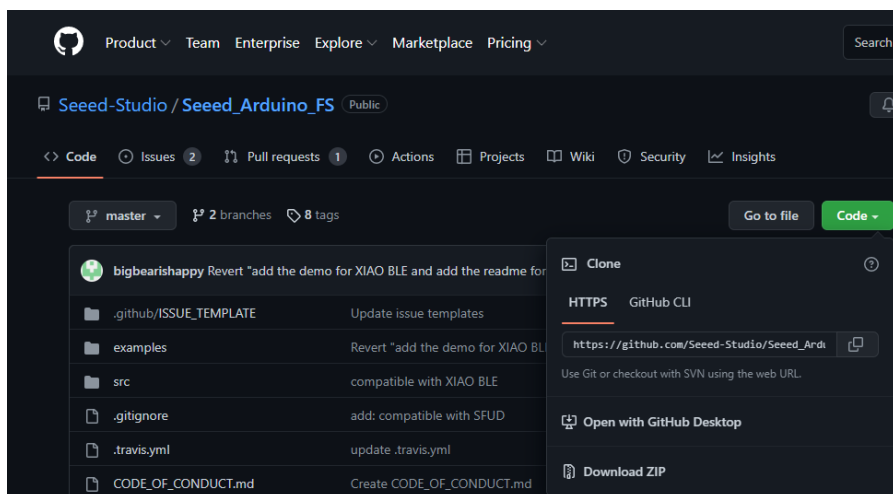 Product Team Enterprise Explore Marketplace Pricing Search
Seeed-Studio / Seeed_Arduino_FS Public
Code Issues 2 Pull requests 1 Actions Projects Wiki Security Insights
master 2 branches 8 tags Go to file Code
bigbearishappy Revert "add the demo for XIAO BLE and add the readme for
.github/ISSUE_TEMPLATE Update issue templates
examples Revert "add the demo for XIAO BL
src compatible with XIAO BLE
.gitignore add: compatible with SFUD
.travis.yml update .travis.yml
CODE_OF_CONDUCT.md Create CODE_OF_CONDUCT.md
Clone
HTTPS GitHub CLI
https://github.com/Seeed-Studio/Seeed_Ardu
Use Git or checkout with SVN using the web URL.
Open with GitHub Desktop
Download ZIP